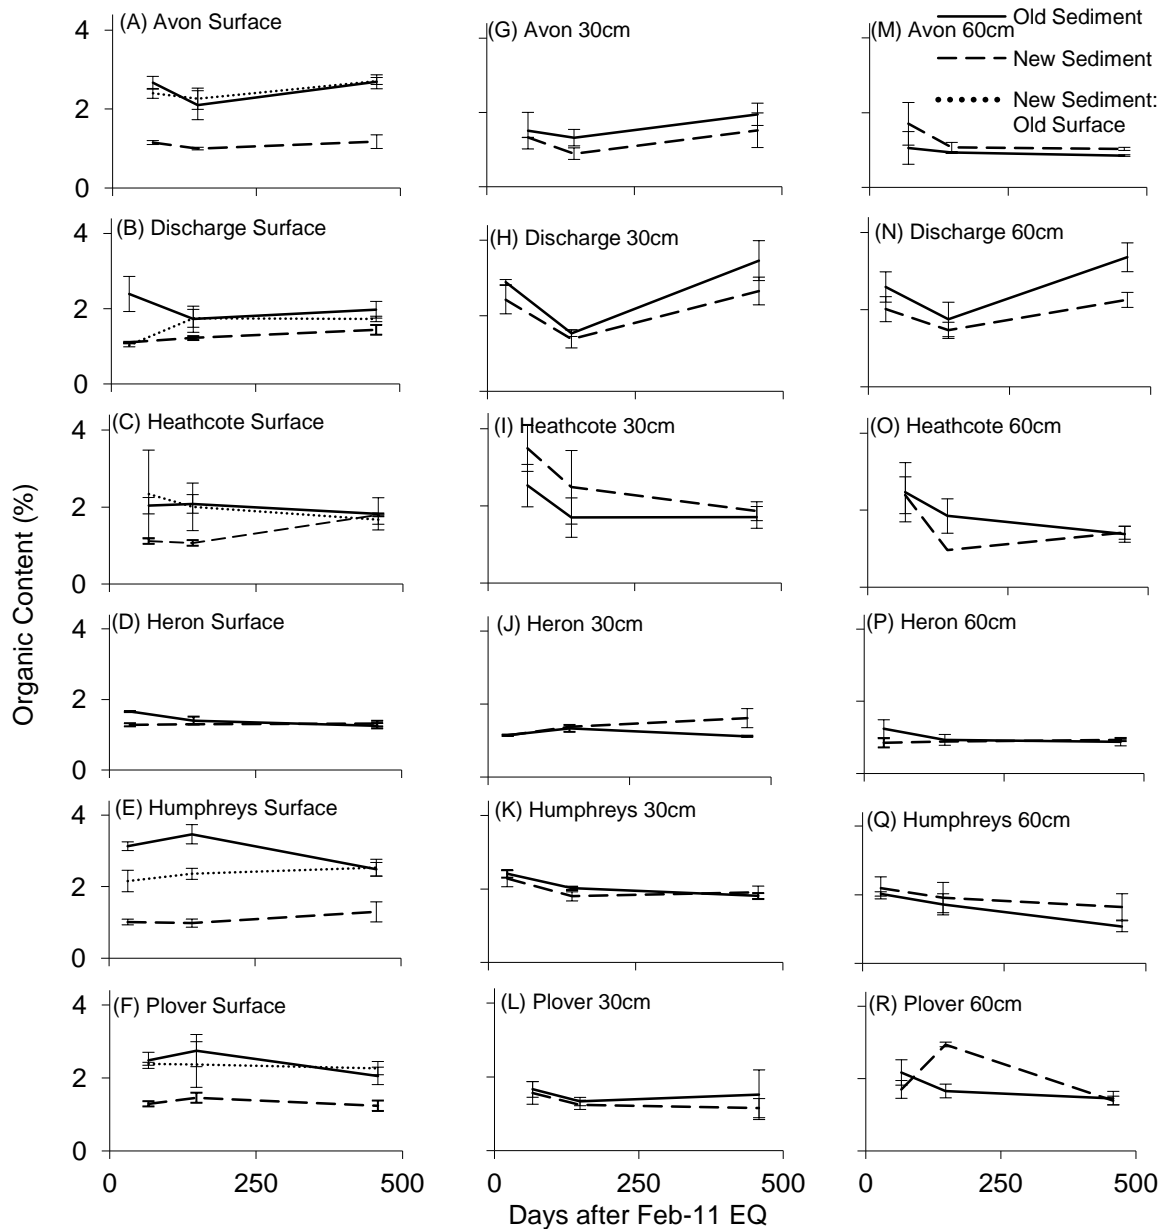 (A) Avon Surface
(G) Avon 30cm
(M) Avon 60cm
Old Sediment
New Sediment
New Sediment:
Old Surface
4
2
0
(B) Discharge Surface
(H) Discharge 30cm
(N) Discharge 60cm
4
2
0
(C) Heathcote Surface
(I) Heathcote 30cm
(O) Heathcote 60cm
4
2
0
Organic Content (%)
(D) Heron Surface
(J) Heron 30cm
(P) Heron 60cm
4
2
0
(E) Humphreys Surface
(K) Humphreys 30cm
(Q) Humphreys 60cm
4
2
0
(F) Plover Surface
(L) Plover 30cm
(R) Plover 60cm
4
2
0
0 250 500 0 250 500 0 250 500
Days after Feb-11 EQ